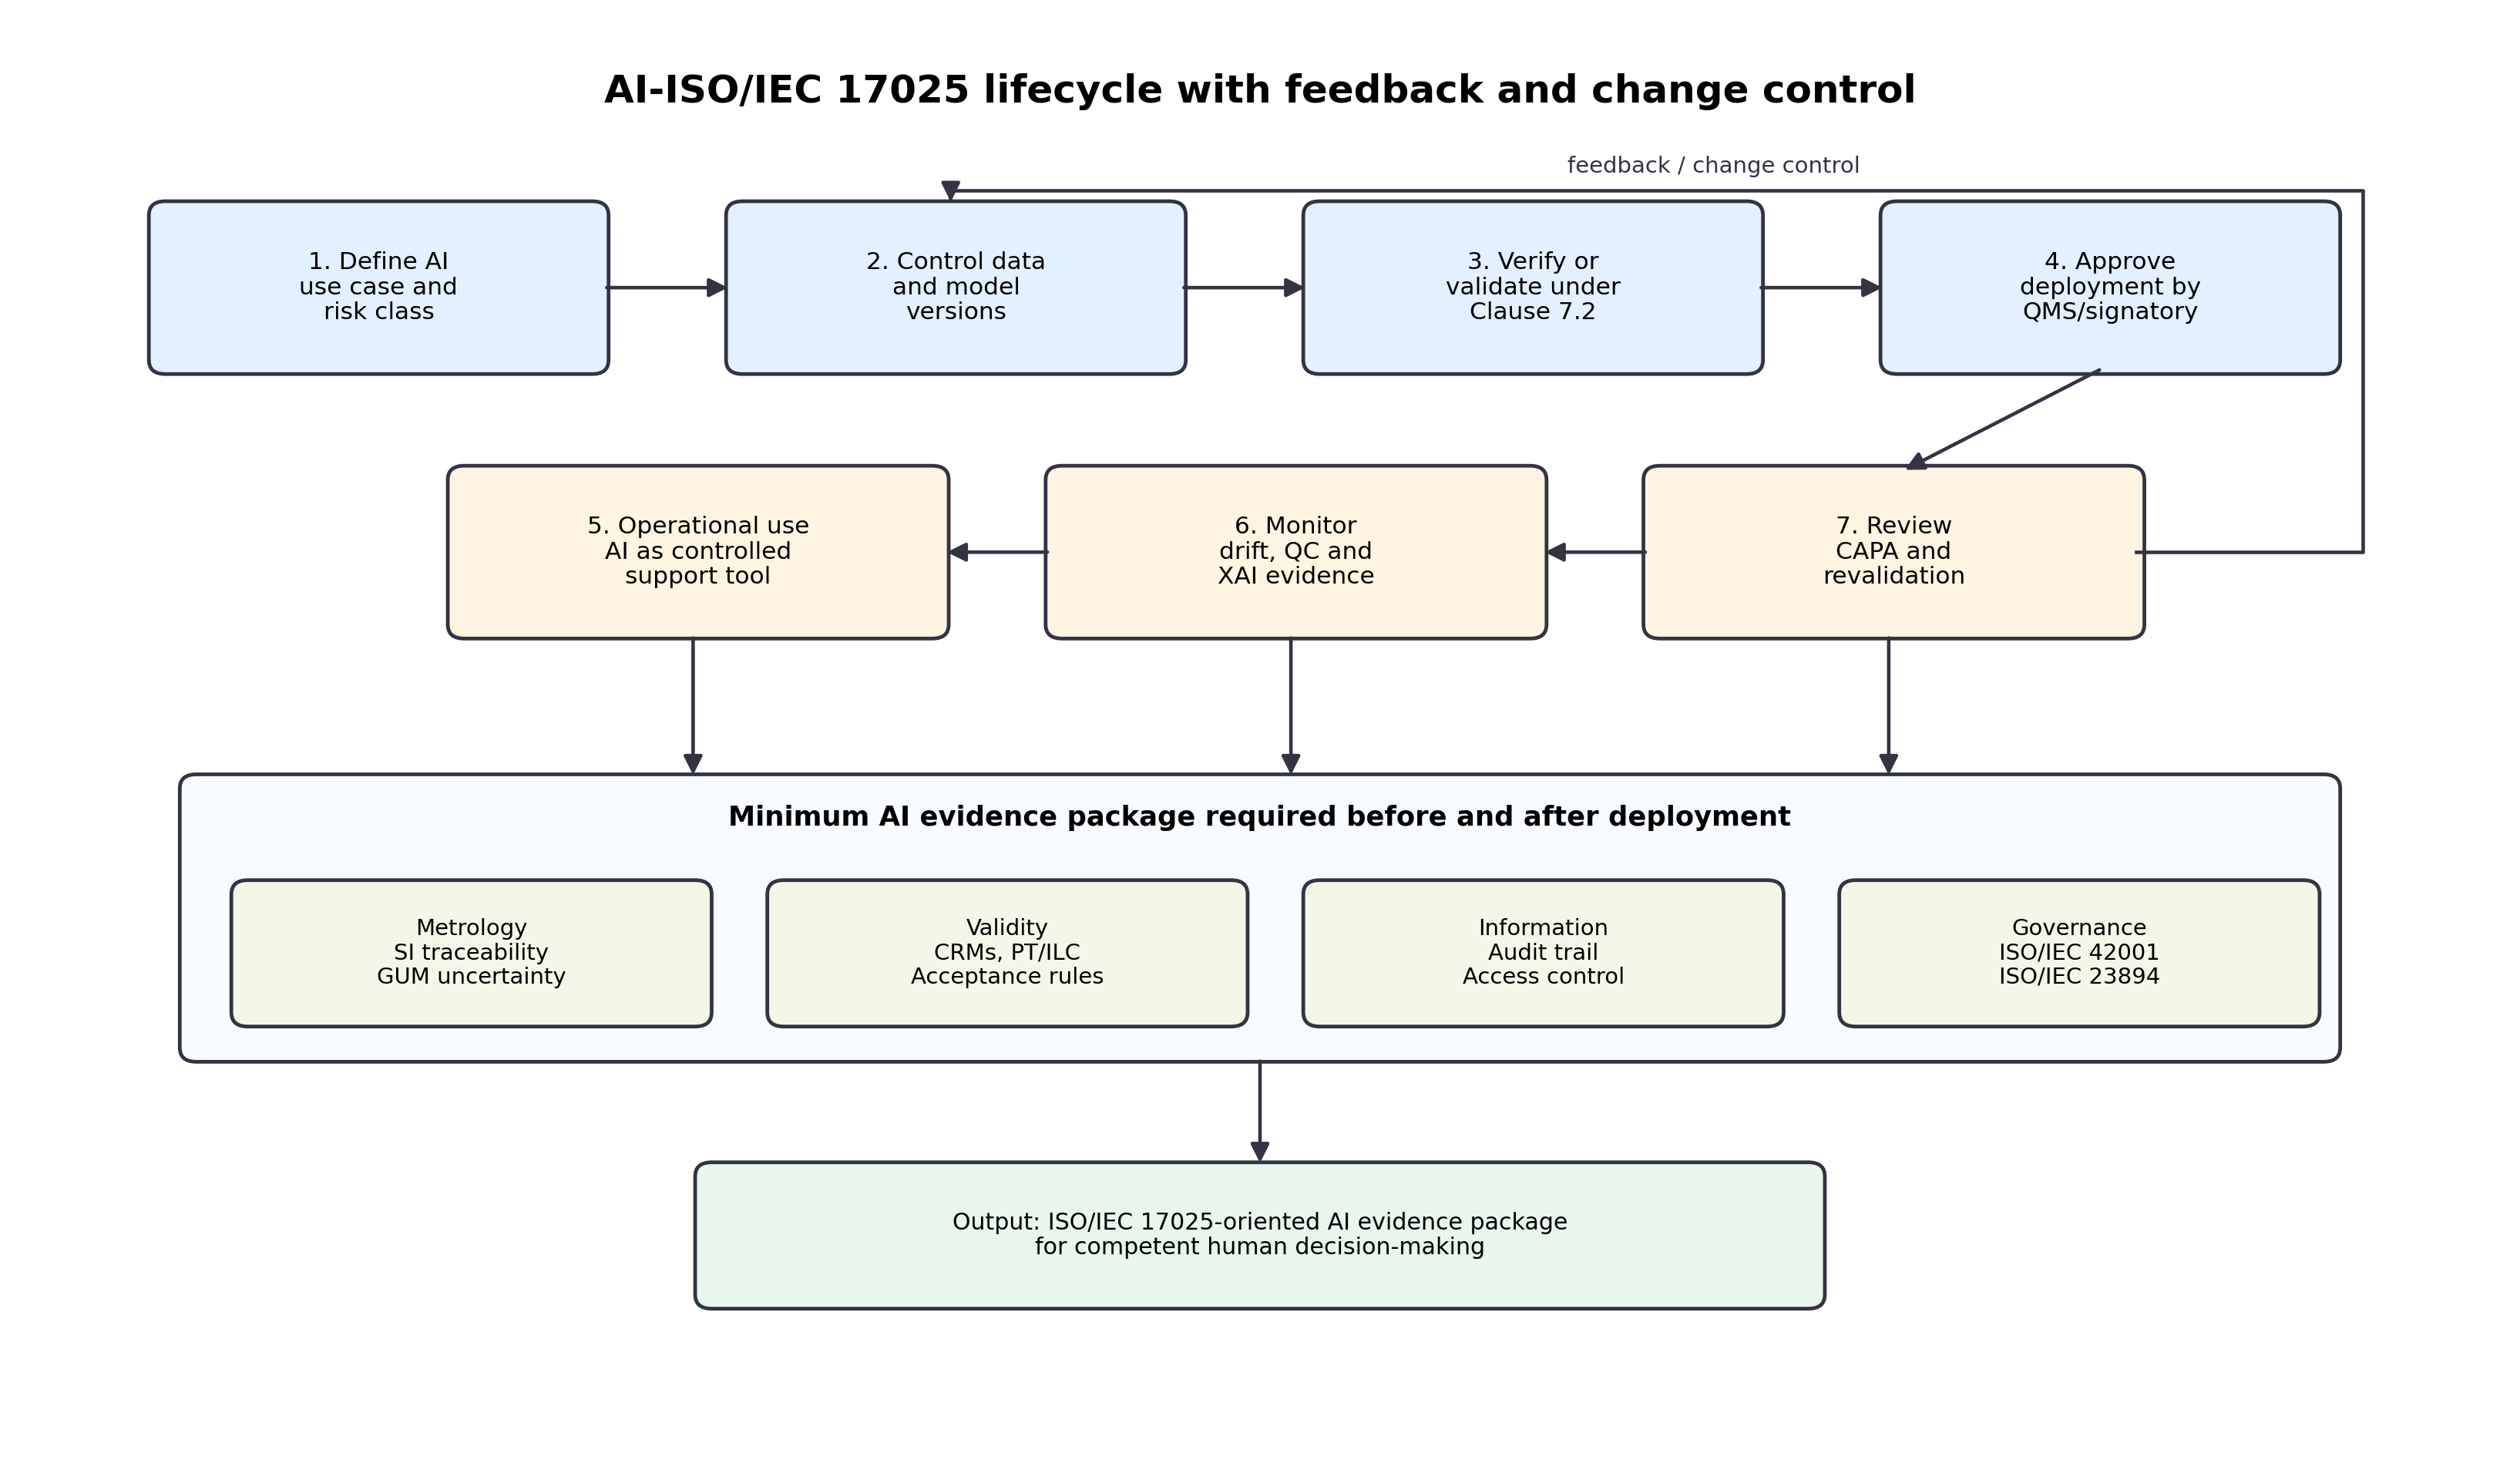 AI-ISO/IEC 17025 lifecycle with feedback and change control
feedback / change control
1. Define AI
use case and
risk class
2. Control data
and model
versions
3. Verify or
validate under
Clause 7.2
4. Approve
deployment by
QMS/signatory
5. Operational use
AI as controlled
support tool
6. Monitor
drift, QC and
XAI evidence
7. Review
CAPA and
revalidation
Minimum AI evidence package required before and after deployment
Metrology
SI traceability
GUM uncertainty
Validity
CRMs, PT/ILC
Acceptance rules
Information
Audit trail
Access control
Governance
ISO/IEC 42001
ISO/IEC 23894
Output: ISO/IEC 17025-oriented AI evidence package
for competent human decision-making